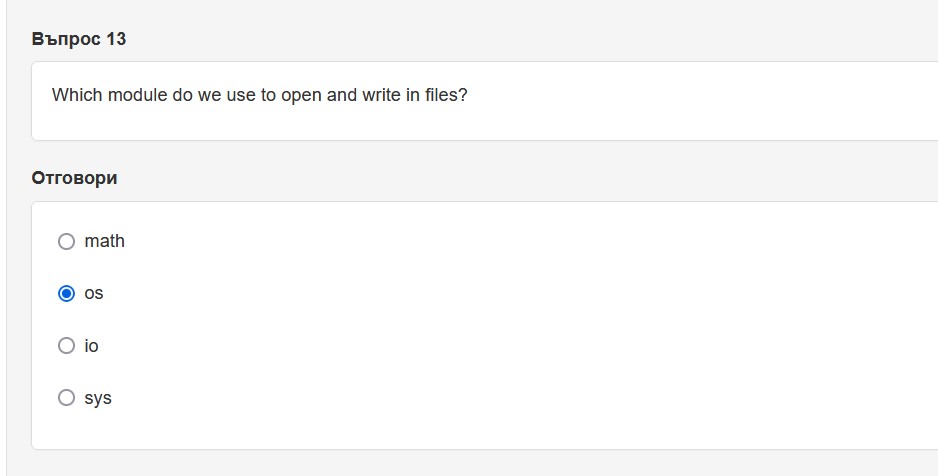 Въпрос 13
Which module do we use to open and write in files?
Отговори
math
os
io
sys